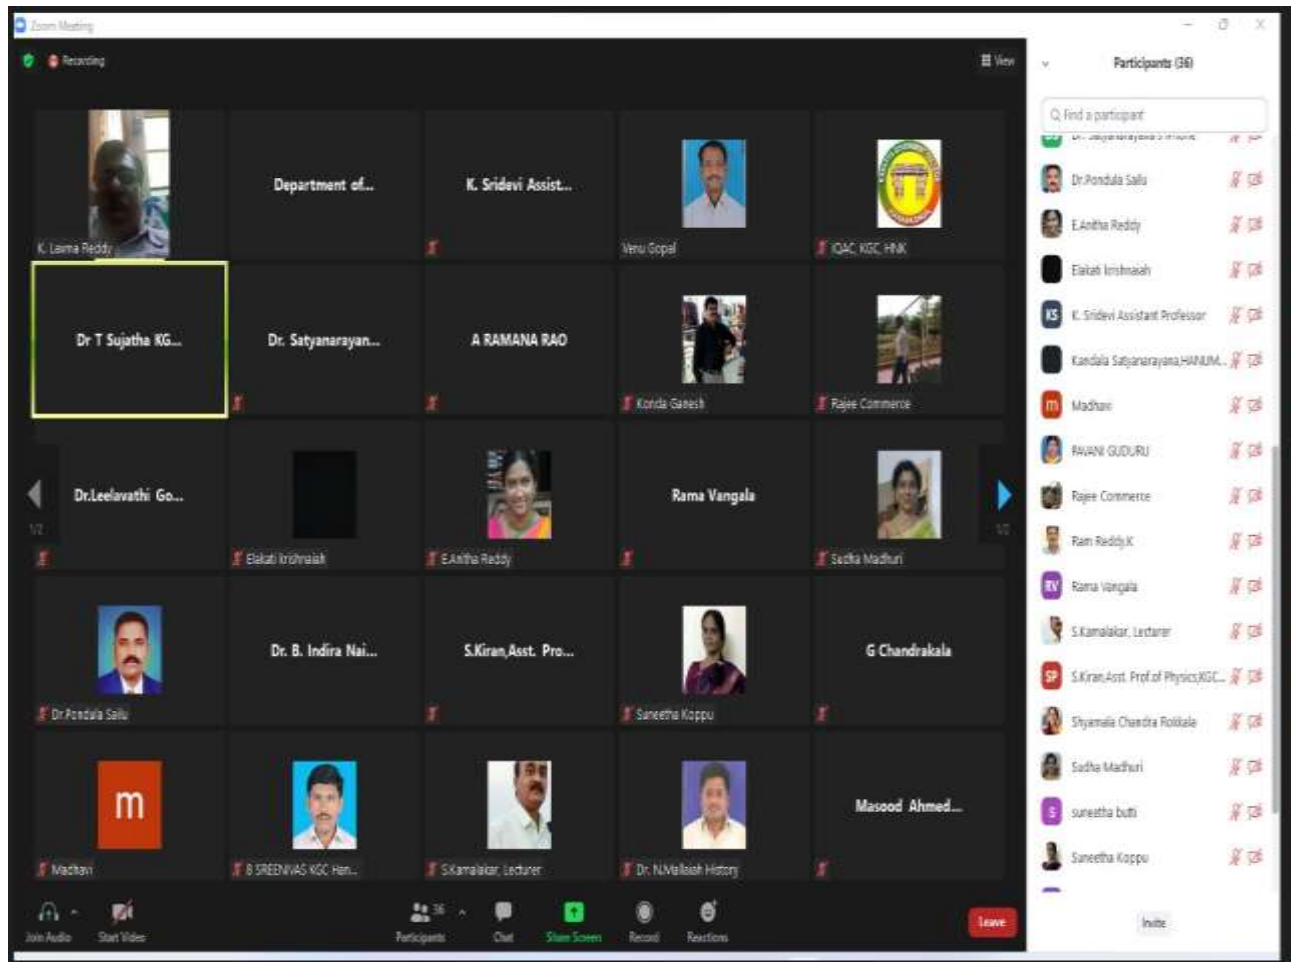 Zoom Meeting
Recording
View
K. Laxma Reddy
Department of...
K. Sridevi Assist...
Venu Gopal
IQAC, KGC, HNK
Dr T Sujatha KG...
Dr. Satyanarayan...
A RAMANA RAO
Konda Ganesh
Rajee Commerce
Dr.Leelavathi Go...
Elakati krishnaiah
E.Anitha Reddy
Rama Vangala
Sudha Madhuri
1/2
1/2
Dr.Pondula Sailu
Dr. B. Indira Nai...
S.Kiran,Asst. Pro...
Suneetha Koppu
G Chandrakala
m
Madhavi
B SREENIVAS KGC Han...
S.Kamalakar, Lecturer
Dr. N.Mallaiah History
Masood Ahmed...
Join Audio
Start Video
36
Participants
Chat
Share Screen
Record
Reactions
Leave
Participants (36)
Find a participant
Dr.Pondula Sailu
E.Anitha Reddy
Elakati krishnaiah
KS K. Sridevi Assistant Professor
Kandala Satyanarayana,HANUM...
m Madhavi
PAVANI GUDURU
Rajee Commerce
Ram Reddy.K
RV Rama Vangala
S.Kamalakar, Lecturer
SP S.Kiran,Asst. Prof.of Physics,KGC...
Shyamala Chandra Rokkala
Sudha Madhuri
S suneetha butti
Suneetha Koppu
Invite